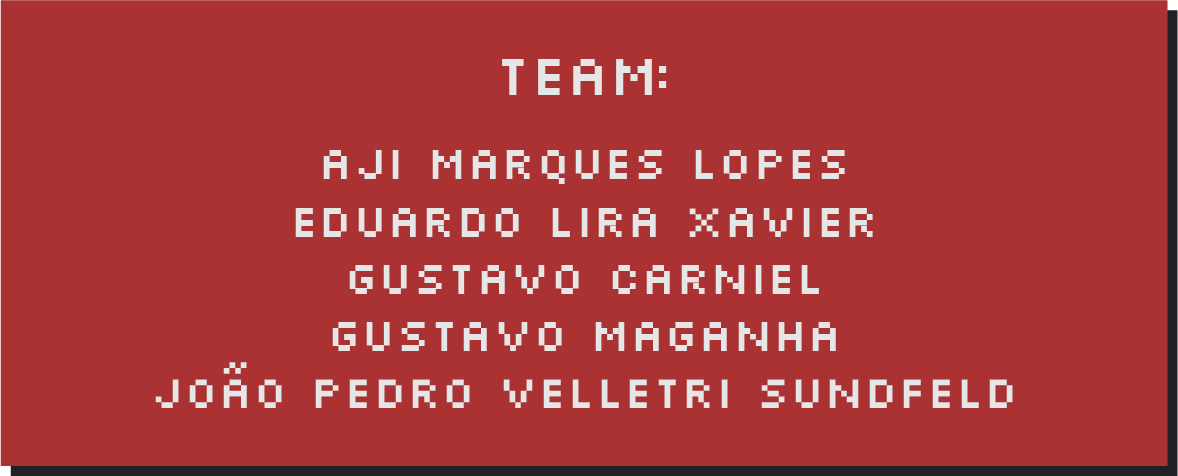 TEAM:
AJI MARQUES LOPES
EDUARDO LIRA XAVIER
GUSTAVO CARNIEL
GUSTAVO MAGANHA
JOÃO PEDRO VELLETRI SUNDFELD